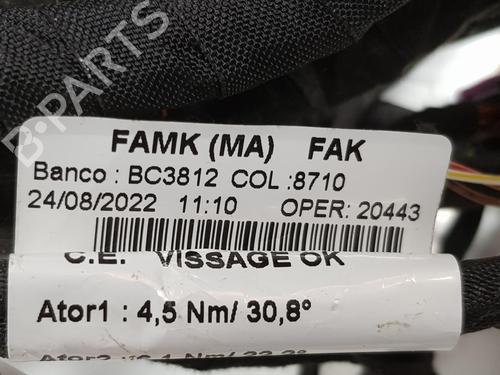 B-PARTS
FAMK (MA) FAK
Banco : BC3812 COL :8710
24/08/2022 11:10 OPER: 20443
C.E. VISSAGE OK
Ator1 : 4,5 Nm/ 30,8°